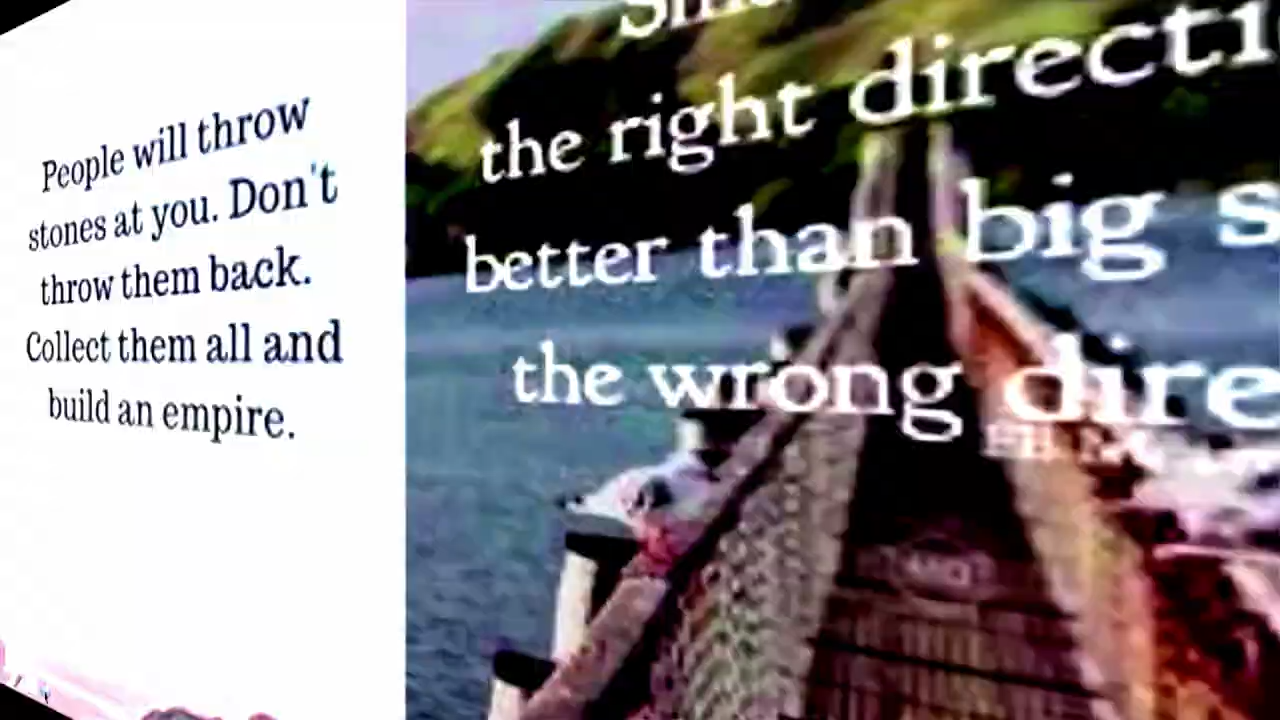 People will throw
stones at you. Don't
throw them back.
Collect them all and
build an empire.
the right directi
better than big s
the wrong dire